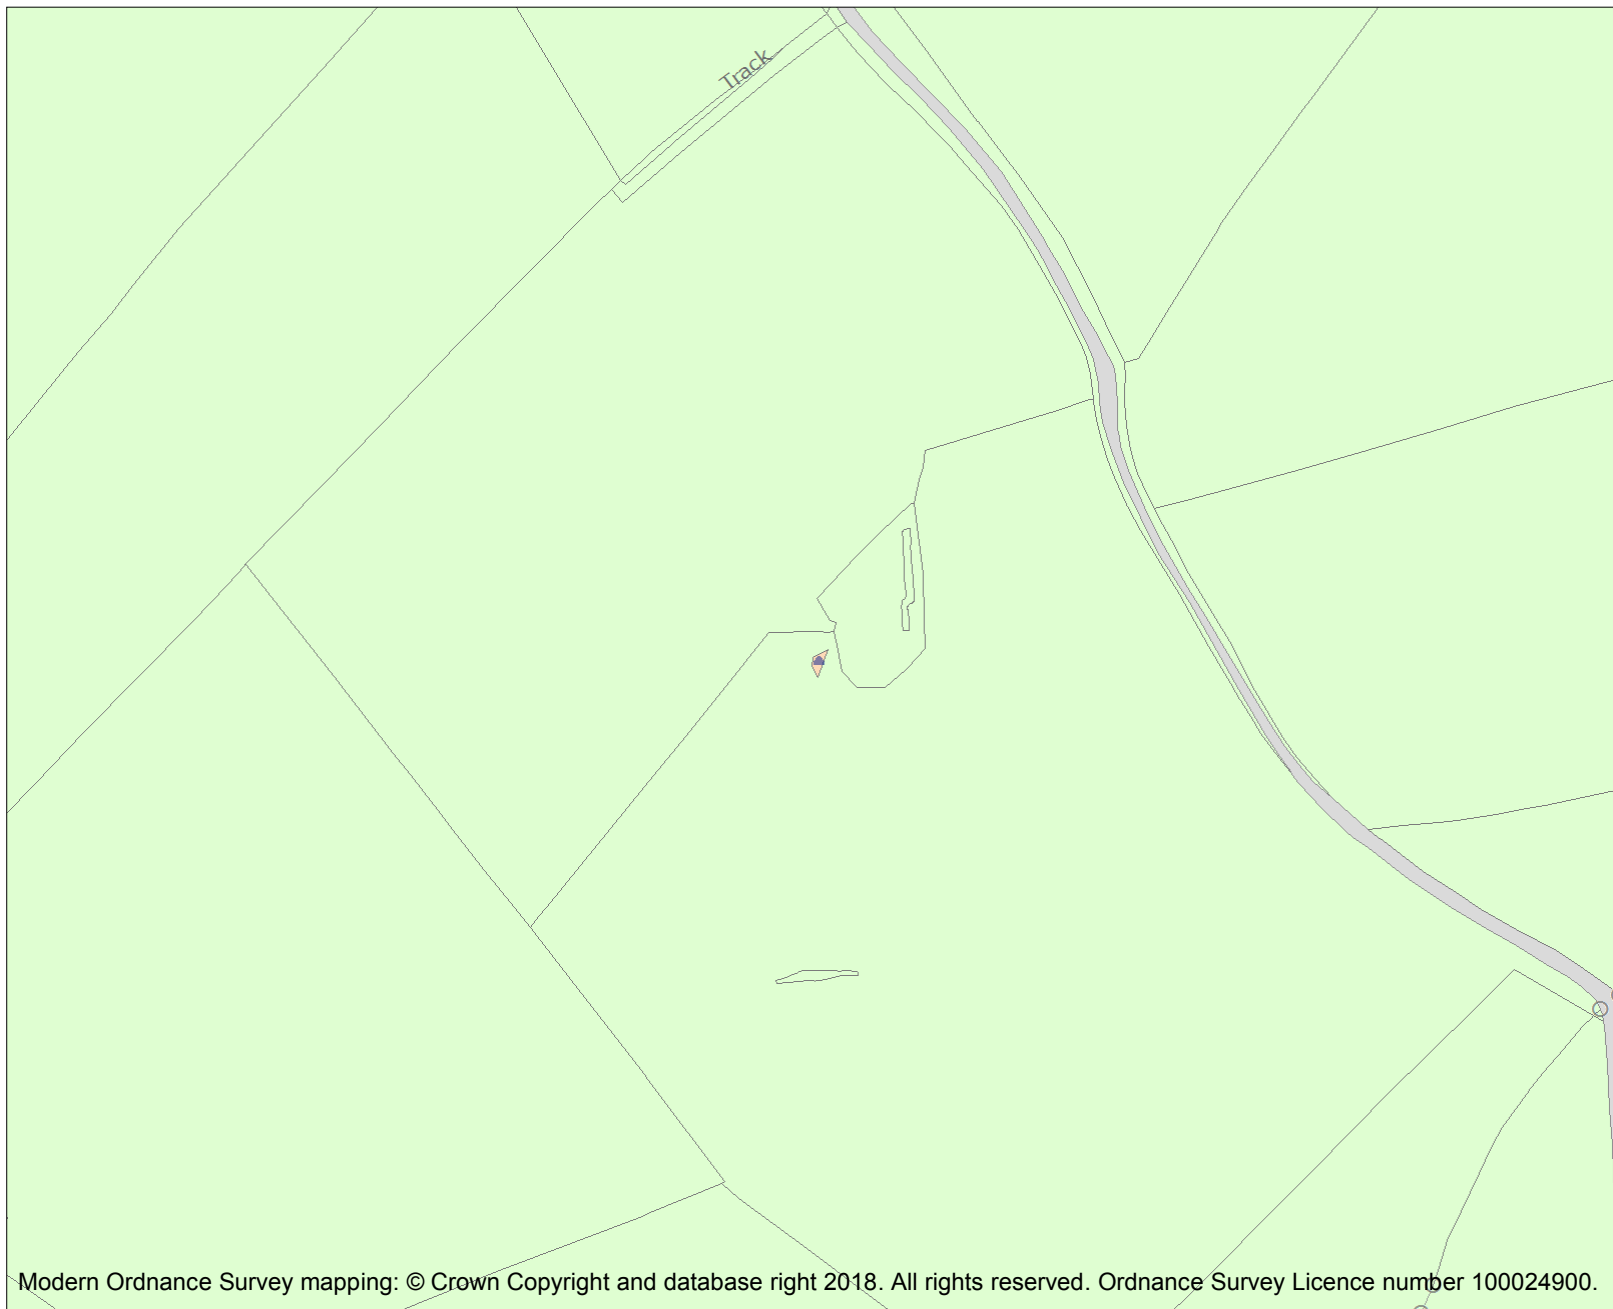 Track
Modern Ordnance Survey mapping: © Crown Copyright and database right 2018. All rights reserved. Ordnance Survey Licence number 100024900.